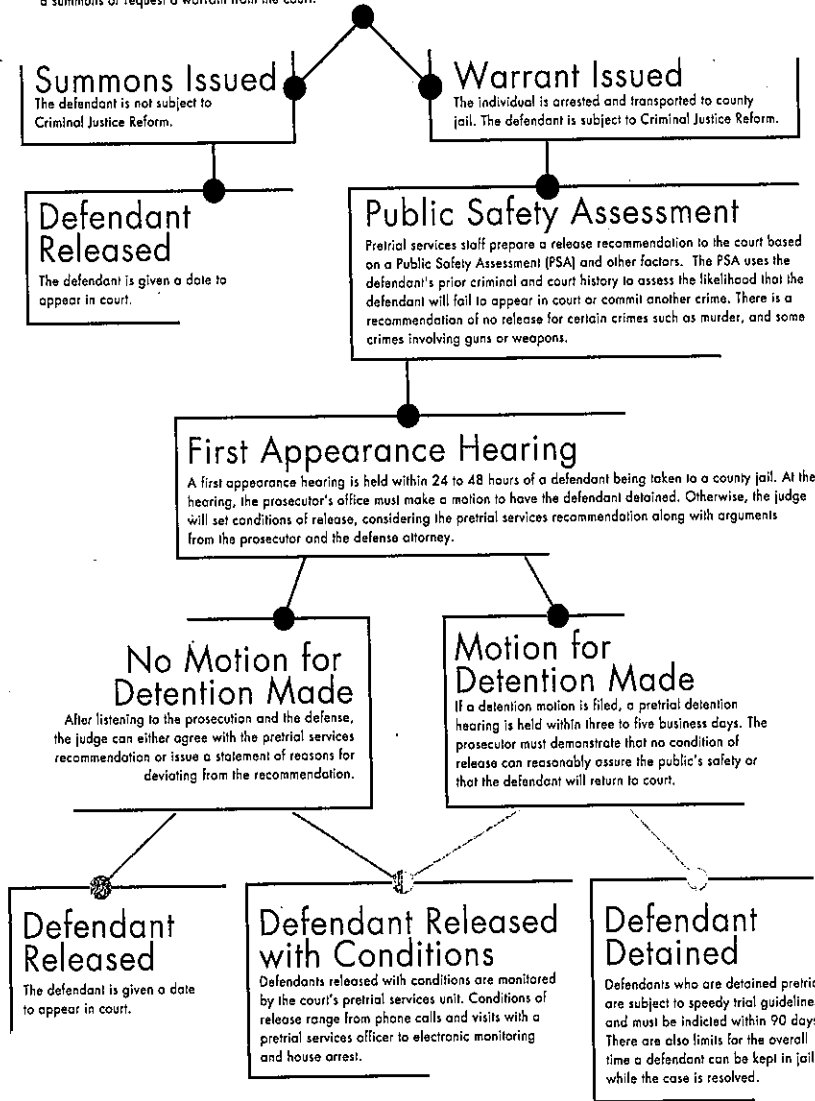 a summons or request a warrant from the court.
Summons Issued
The defendant is not subject to
Criminal Justice Reform.
Warrant Issued
The individual is arrested and transported to county
jail. The defendant is subject to Criminal Justice Reform.
Defendant
Released
The defendant is given a date to
appear in court.
Public Safety Assessment
Pretrial services staff prepare a release recommendation to the court based
on a Public Safety Assessment (PSA) and other factors. The PSA uses the
defendant's prior criminal and court history to assess the likelihood that the
defendant will fail to appear in court or commit another crime. There is a
recommendation of no release for certain crimes such as murder, and some
crimes involving guns or weapons.
First Appearance Hearing
A first appearance hearing is held within 24 to 48 hours of a defendant being taken to a county jail. At the
hearing, the prosecutor's office must make a motion to have the defendant detained. Otherwise, the judge
will set conditions of release, considering the pretrial services recommendation along with arguments
from the prosecutor and the defense attorney.
No Motion for
Detention Made
After listening to the prosecution and the defense,
the judge can either agree with the pretrial services
recommendation or issue a statement of reasons for
deviating from the recommendation.
Motion for
Detention Made
If a detention motion is filed, a pretrial detention
hearing is held within three to five business days. The
prosecutor must demonstrate that no condition of
release can reasonably assure the public's safety or
that the defendant will return to court.
Defendant
Released
The defendant is given a date
to appear in court.
Defendant Released
with Conditions
Defendants released with conditions are monitored
by the court's pretrial services unit. Conditions of
release range from phone calls and visits with a
pretrial services officer to electronic monitoring
and house arrest.
Defendant
Detained
Defendants who are detained pretric
are subject to speedy trial guideline
and must be indicted within 90 days
There are also limits for the overall
time a defendant can be kept in jail
while the case is resolved.